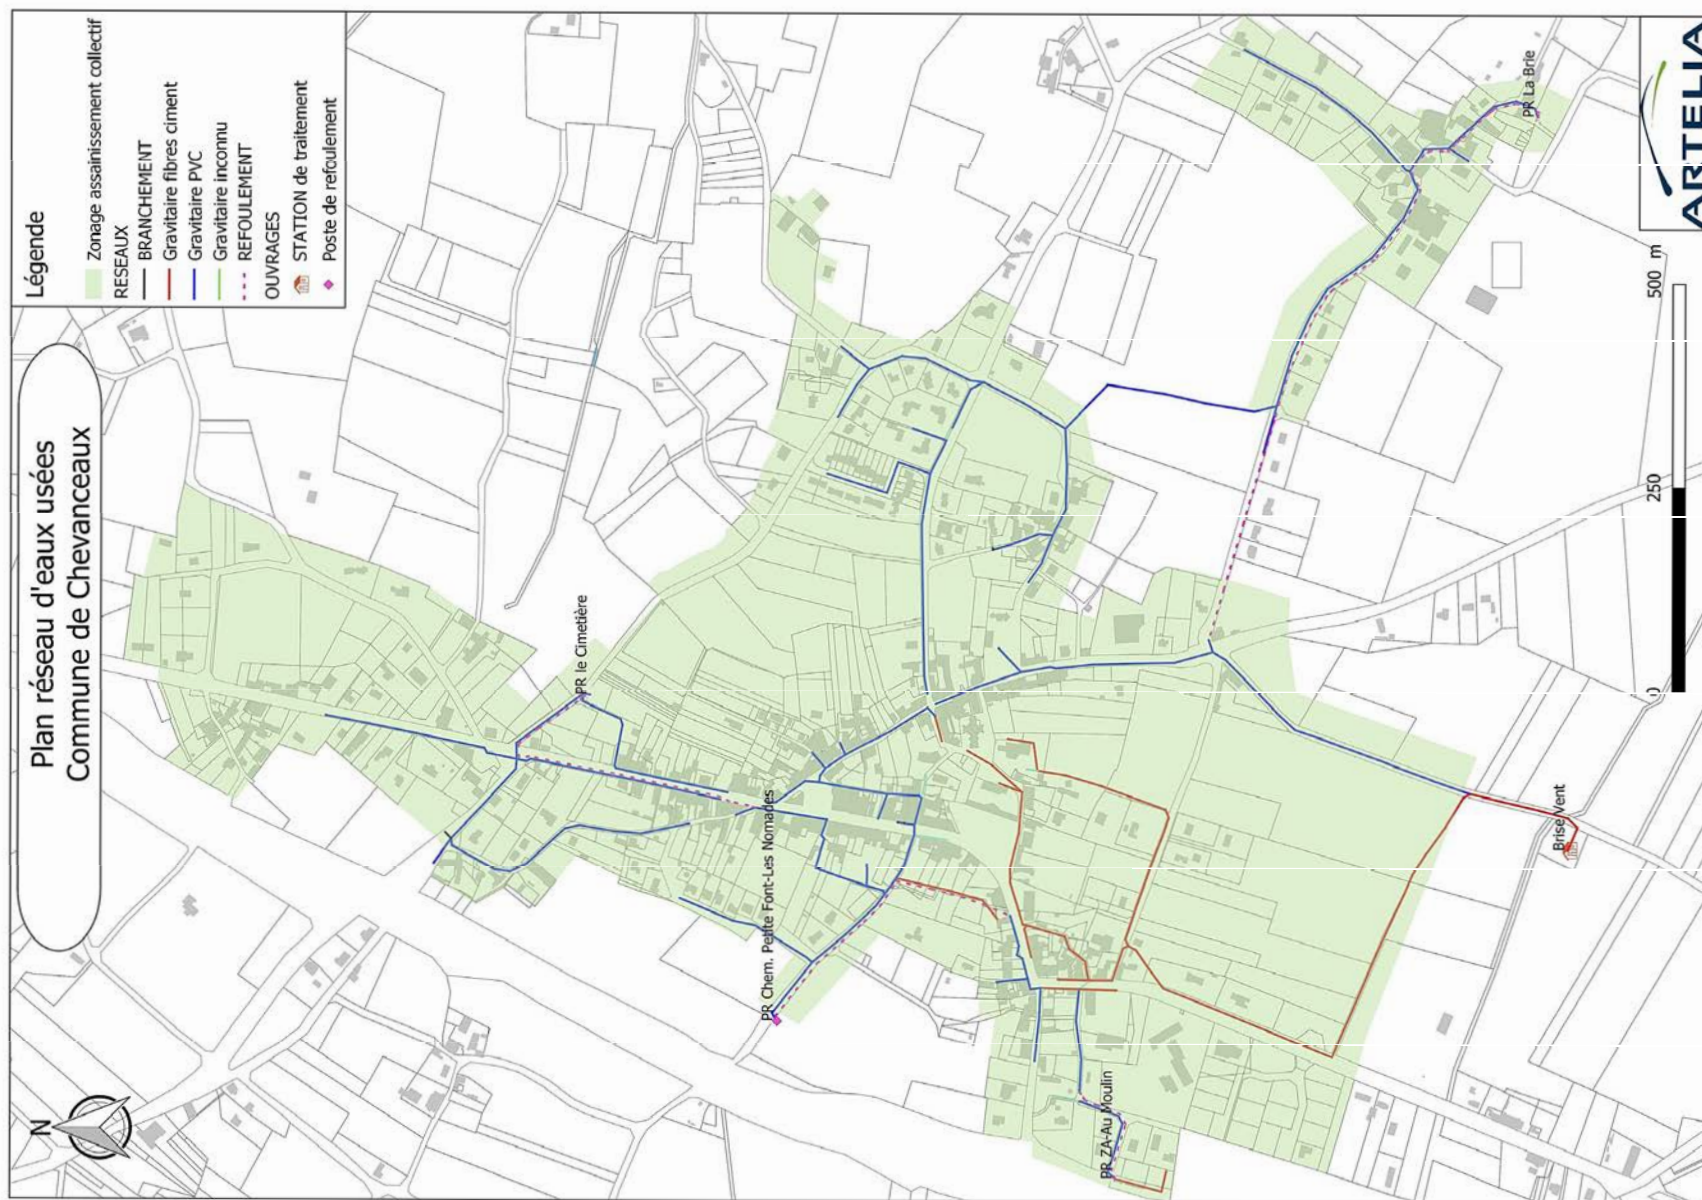 Plan réseau d'eaux usées
Commune de Chevanceaux
Légende
Zonage assainissement collectif
RESEAUX
BRANCHEMENT
Gravitaire fibres ciment
Gravitaire PVC
Gravitaire inconnu
REFOULEMENT
OUVRAGES
STATION de traitement
Poste de refoulement
N
PR le Cimetière
PR Chem. Petite Font-Les Nomades
PR ZA-Au Moulin
PR La Brie
Brise Vent
0 250 500 m
ARTELIA